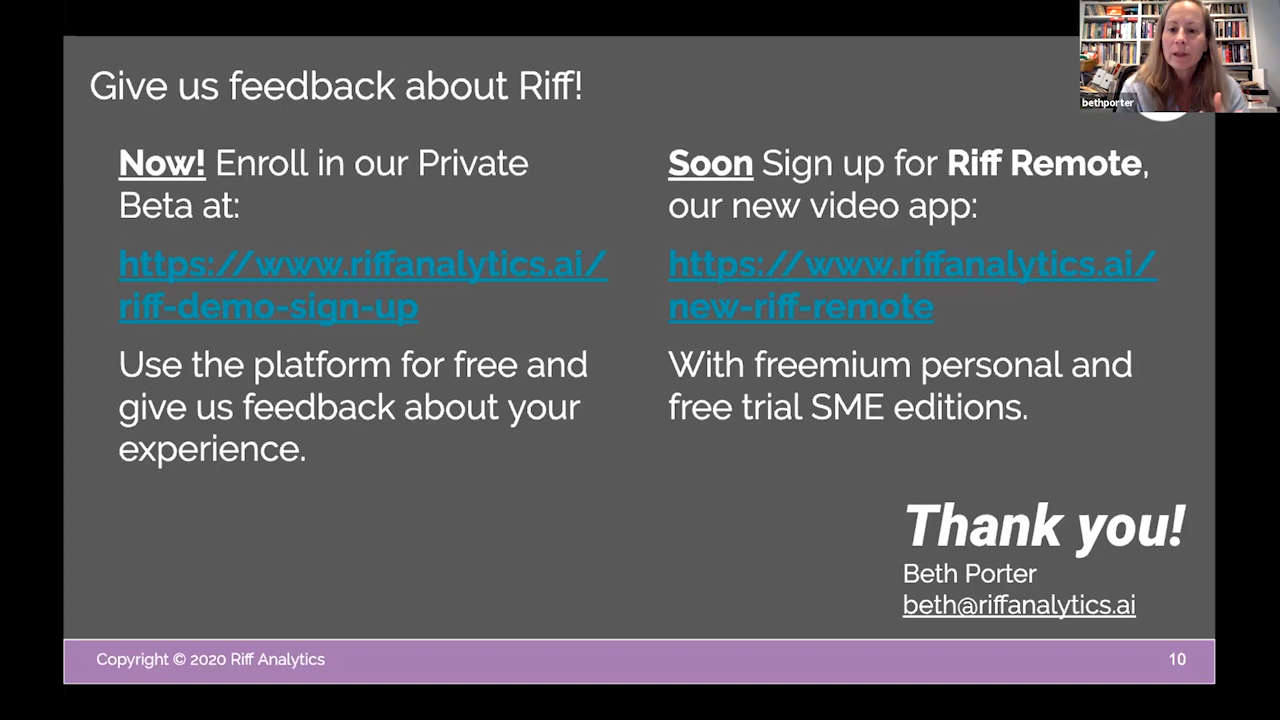 Give us feedback about Riff!
Now! Enroll in our Private
Beta at:
https://www.riffanalytics.ai/
riff-demo-sign-up
Use the platform for free and
give us feedback about your
experience.
Soon Sign up for Riff Remote,
our new video app:
https://www.riffanalytics.ai/
new-riff-remote
With freemium personal and
free trial SME editions.
Thank you!
Beth Porter
beth@riffanalytics.ai
Copyright © 2020 Riff Analytics
10
bethporter